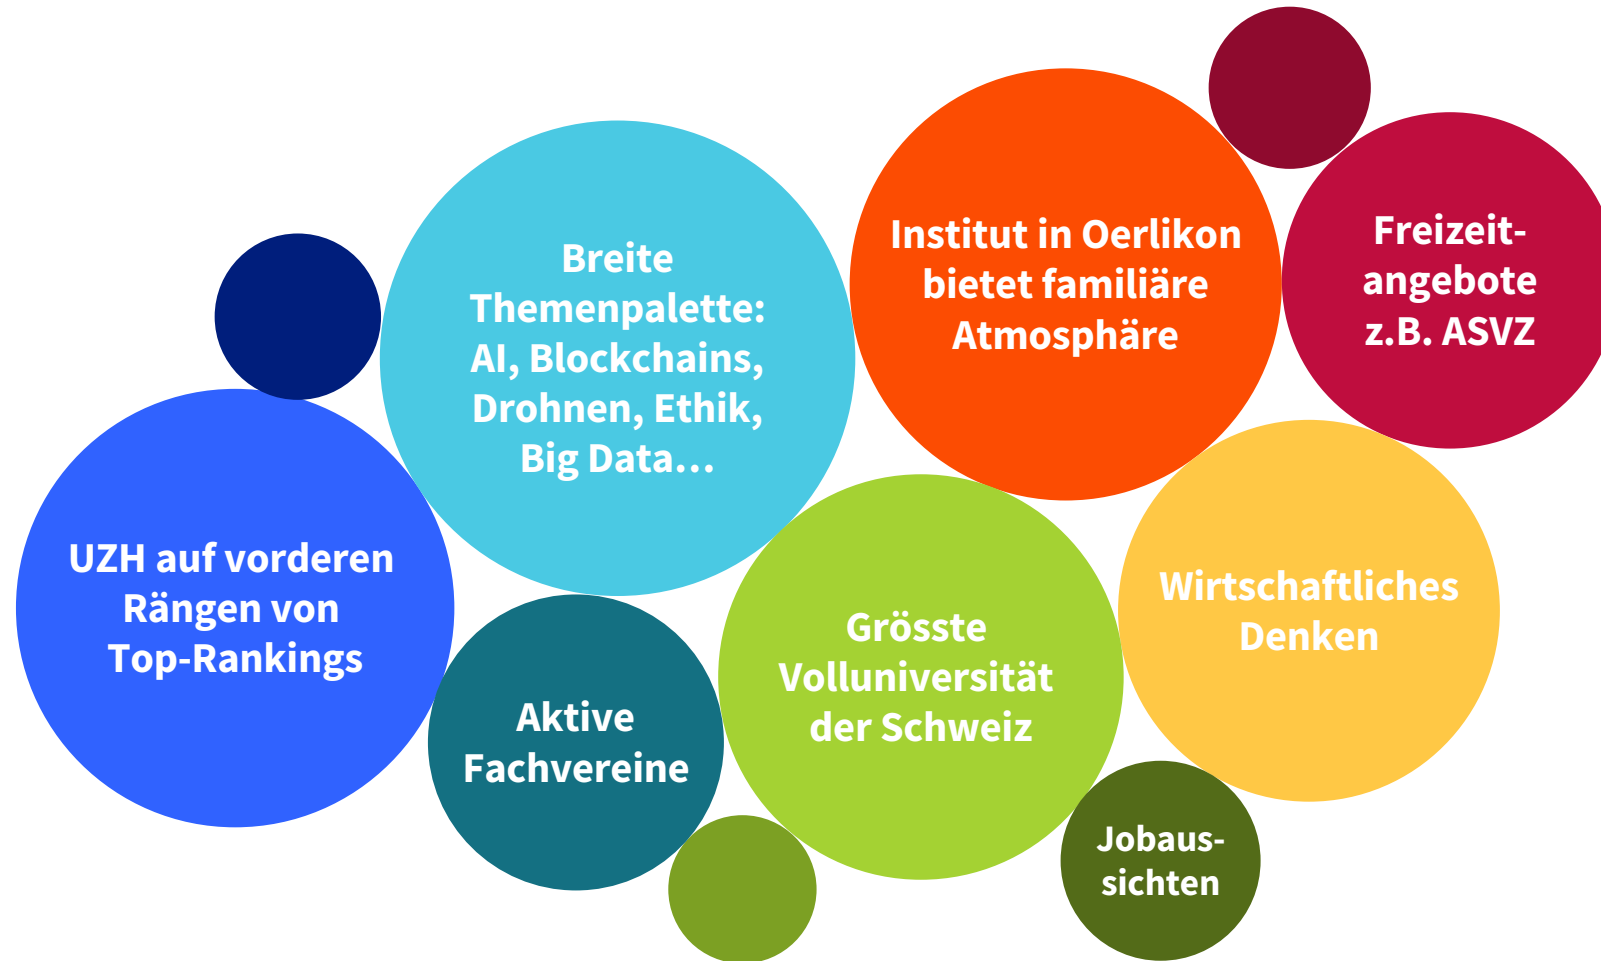 Breite
Themenpalette:
AI, Blockchains,
Drohnen, Ethik,
Big Data...
Institut in Oerlikon
bietet familiäre
Atmosphäre
Freizeit-
angebote
z.B. ASVZ
UZH auf vorderen
Rängen von
Top-Rankings
Aktive
Fachvereine
Grösste
Volluniversität
der Schweiz
Wirtschaftliches
Denken
Jobaus-
sichten